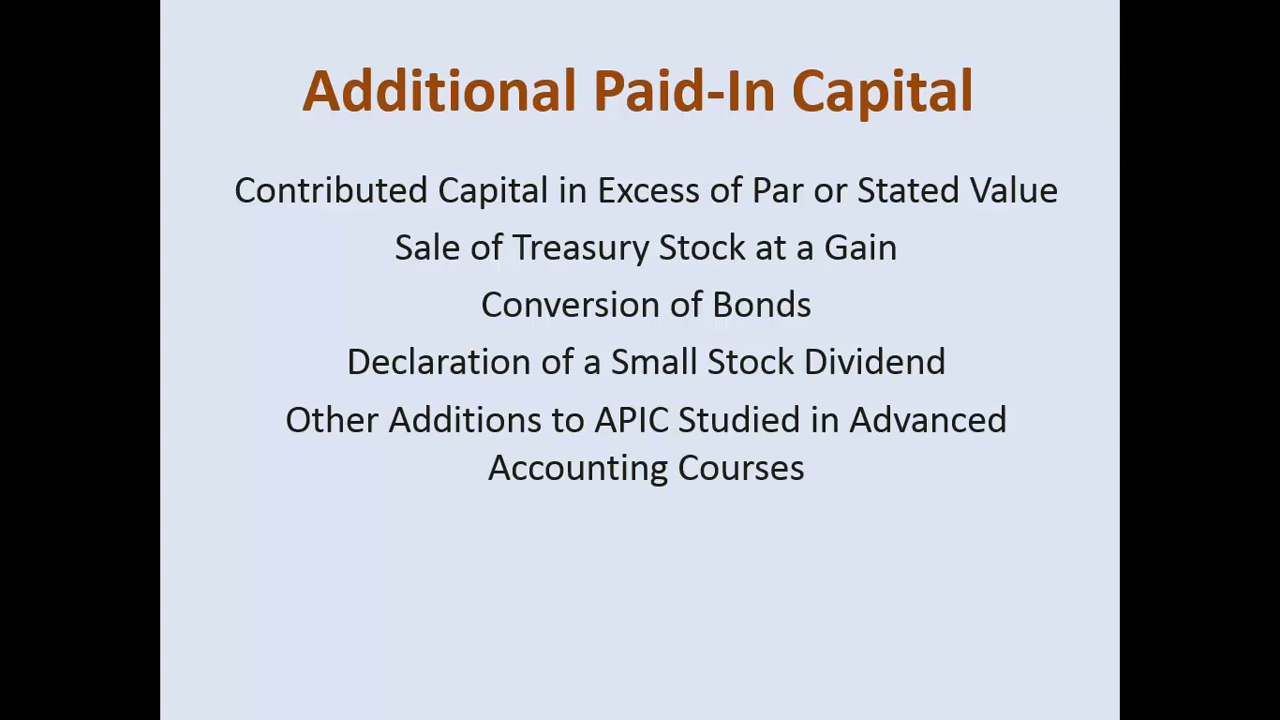 Additional Paid-In Capital
Contributed Capital in Excess of Par or Stated Value
Sale of Treasury Stock at a Gain
Conversion of Bonds
Declaration of a Small Stock Dividend
Other Additions to APIC Studied in Advanced
Accounting Courses